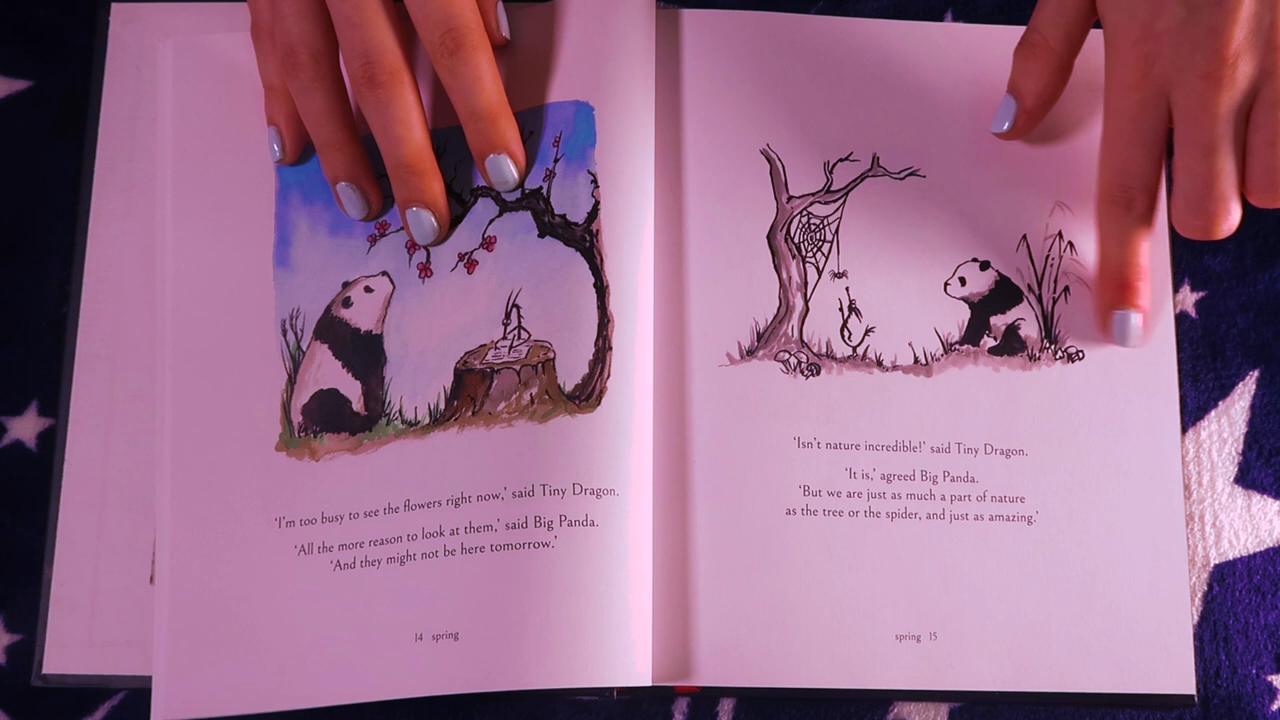 ‘I’m too busy to see the flowers right now,’ said Tiny Dragon.
‘All the more reason to look at them,’ said Big Panda.
‘And they might not be here tomorrow.’
14 spring
‘Isn’t nature incredible!’ said Tiny Dragon.
‘It is,’ agreed Big Panda.
‘But we are just as much a part of nature
as the tree or the spider, and just as amazing.’
spring 15